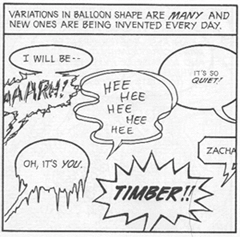 VARIATIONS IN BALLOON SHAPE ARE MANY AND
NEW ONES ARE BEING INVENTED EVERY DAY.
I WILL BE--
AAARH!
HEE
HEE
HEE
HEE
HEE
HEE
IT'S SO
QUIET!
OH, IT'S YOU.
TIMBER!!
ZACHA